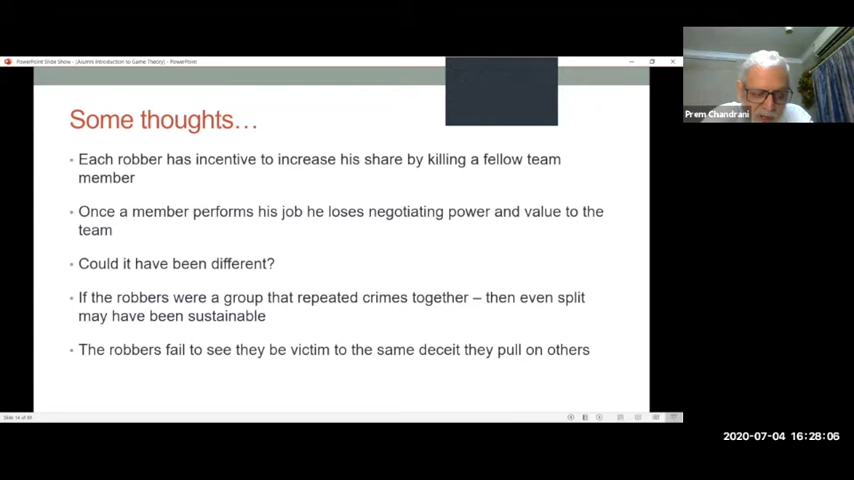 PowerPoint Slide Show - [Alumni Introduction to Game Theory] - PowerPoint
Some thoughts…
Each robber has incentive to increase his share by killing a fellow team
member
Once a member performs his job he loses negotiating power and value to the
team
Could it have been different?
If the robbers were a group that repeated crimes together – then even split
may have been sustainable
The robbers fail to see they be victim to the same deceit they pull on others
Prem Chandrani
2020-07-04 16:28:06